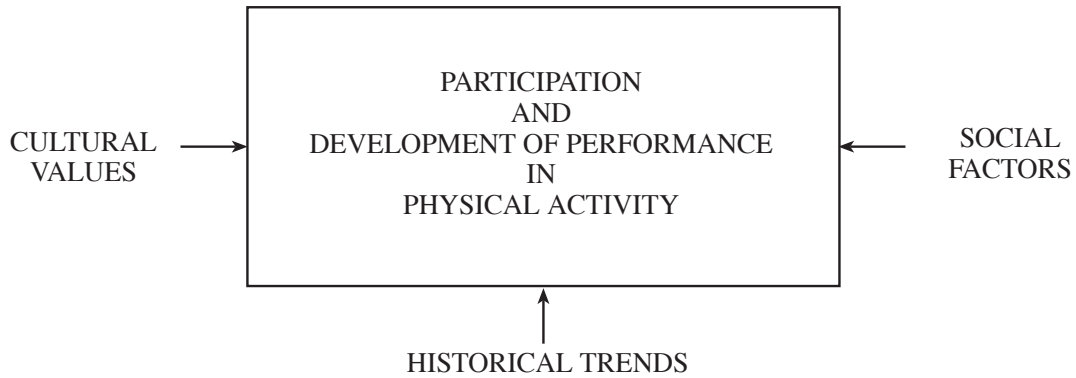 PARTICIPATION
AND
DEVELOPMENT OF PERFORMANCE
IN
PHYSICAL ACTIVITY
CULTURAL
VALUES
SOCIAL
FACTORS
HISTORICAL TRENDS